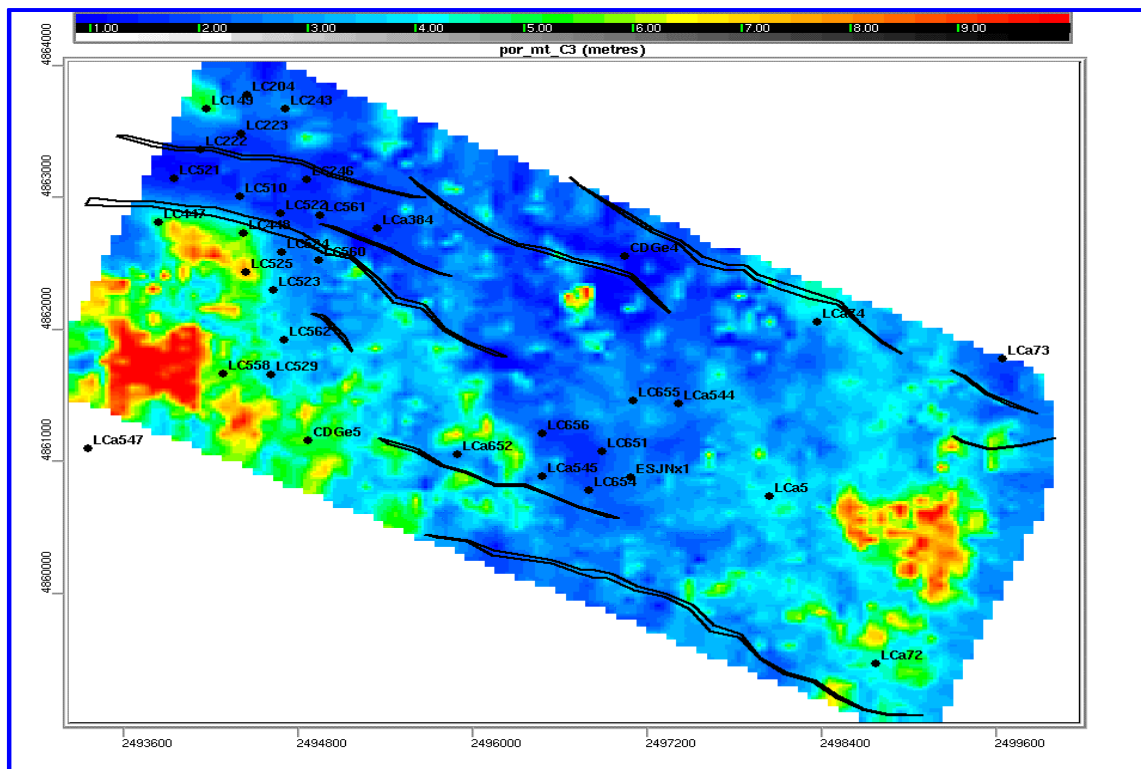 1.00 2.00 3.00 4.00 5.00 6.00 7.00 8.00 9.00
por_mt_C3 (metres)
4864000
LC204
LC149 LC243
LC223
LC222
LC521 LC246
4863000
LC510
LC522 LC561
LC447
LCa384
LC448
LC524
LC560
CDGe4
LC525
LC523
4862000
LCa74
LC562
LCa73
LC558 LC529
LC655 LCa544
CDGe5
LC656
LCa547
LCa652
LC651
4861000
LCa545
LC654
ESJNx1
LCa5
4860000
LCa72
2493600 2494800 2496000 2497200 2498400 2499600